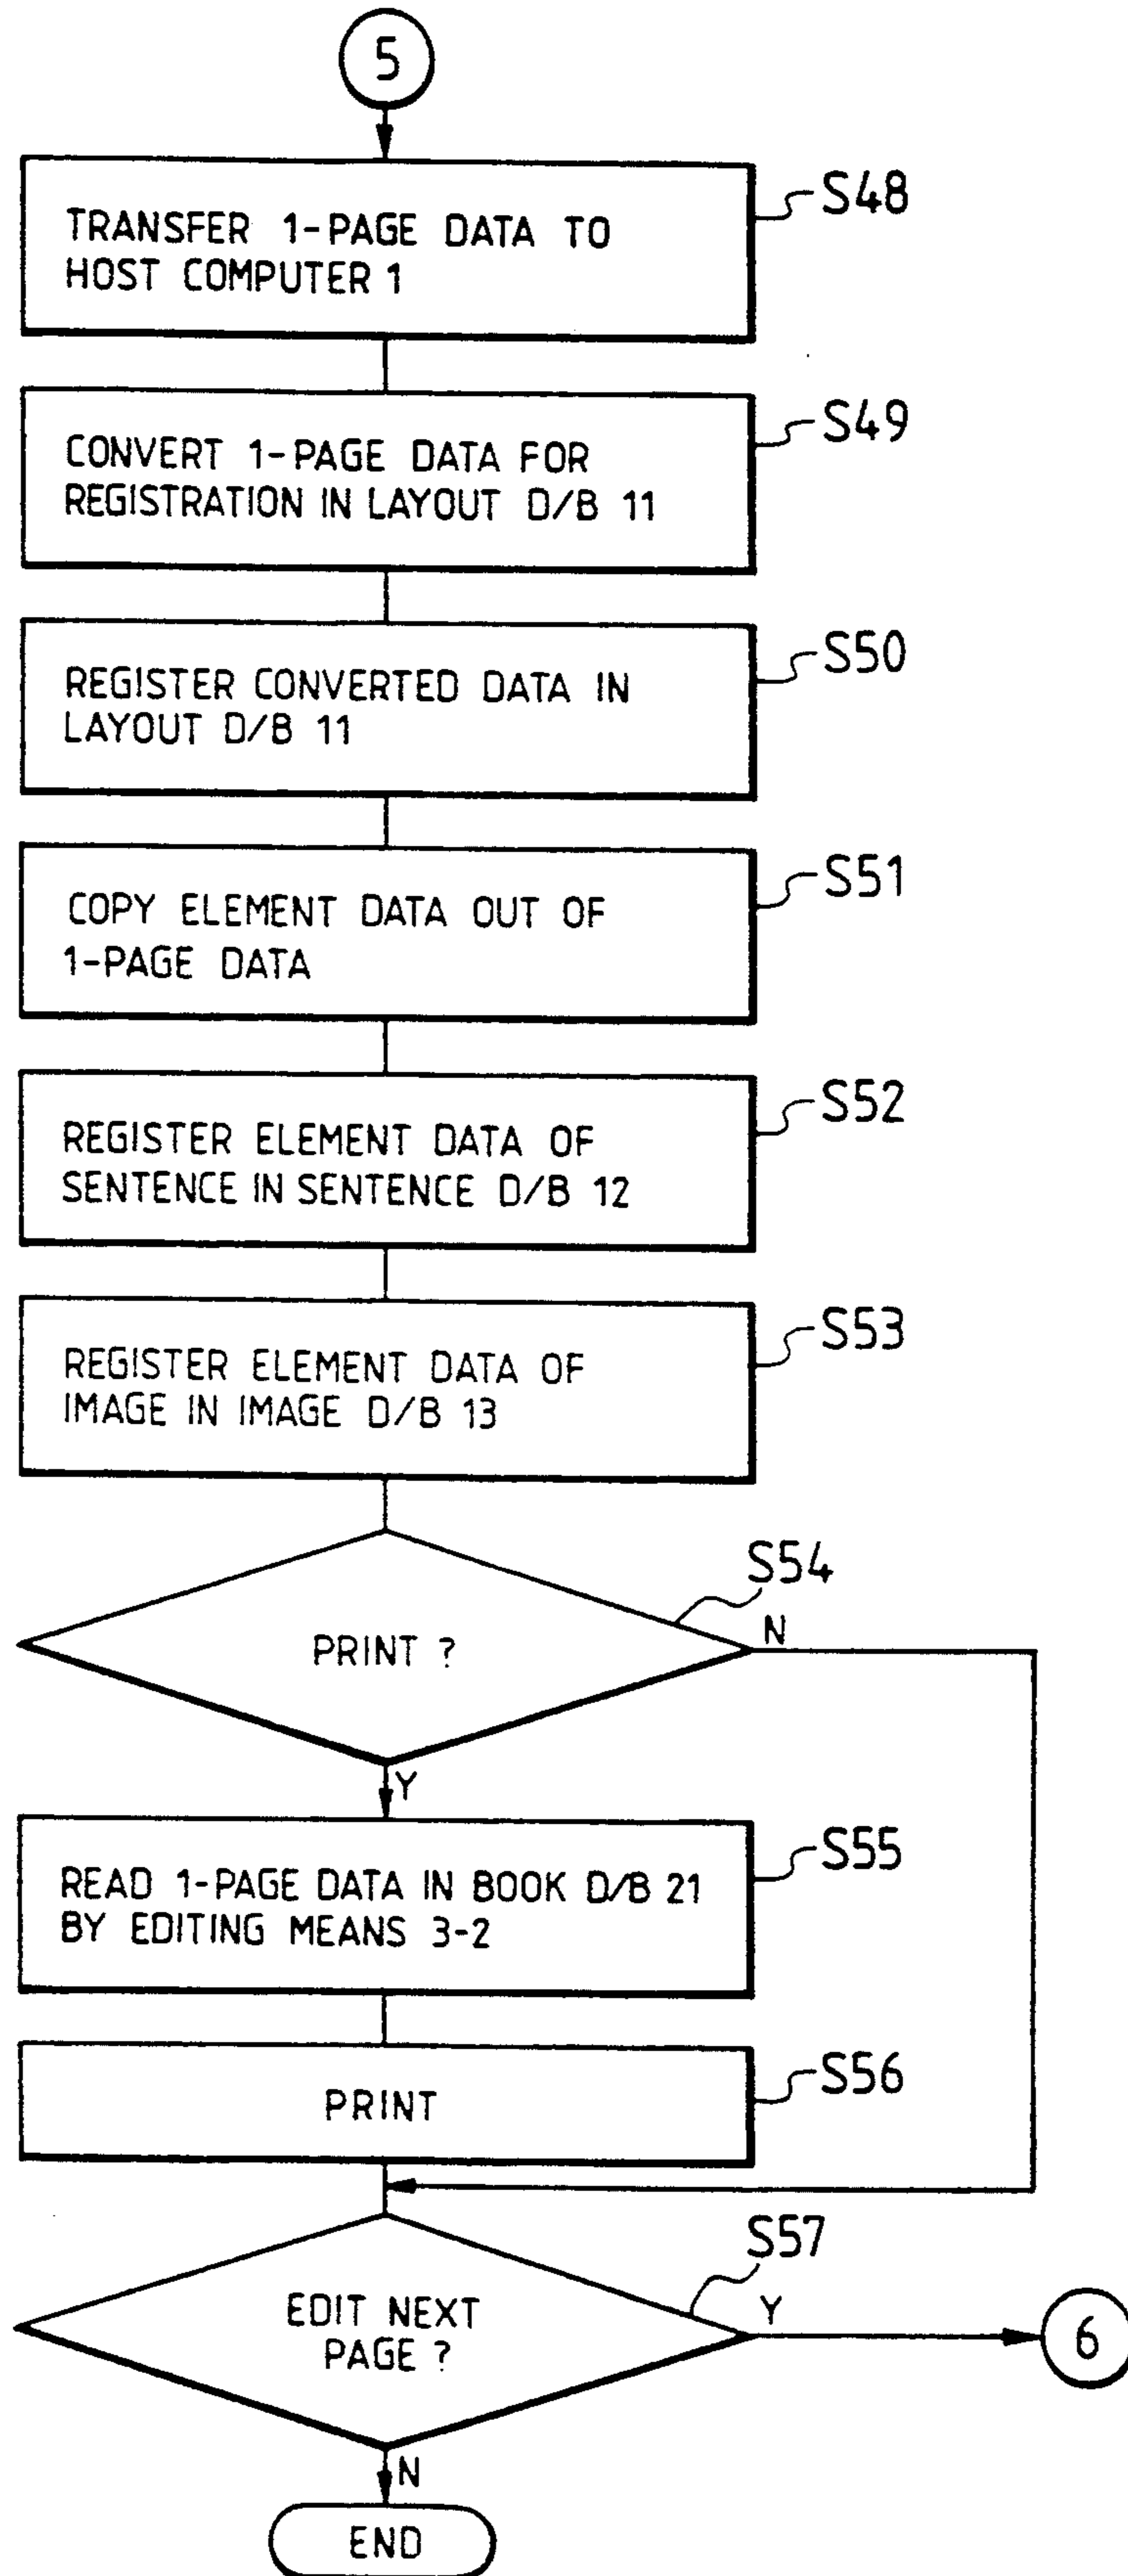 5
TRANSFER 1-PAGE DATA TO
HOST COMPUTER 1
S48
CONVERT 1-PAGE DATA FOR
REGISTRATION IN LAYOUT D/B 11
S49
REGISTER CONVERTED DATA IN
LAYOUT D/B 11
S50
COPY ELEMENT DATA OUT OF
1-PAGE DATA
S51
REGISTER ELEMENT DATA OF
SENTENCE IN SENTENCE D/B 12
S52
REGISTER ELEMENT DATA OF
IMAGE IN IMAGE D/B 13
S53
S54
PRINT ?
N
Y
READ 1-PAGE DATA IN BOOK D/B 21
BY EDITING MEANS 3-2
S55
PRINT
S56
S57
EDIT NEXT
PAGE ?
Y
6
N
END